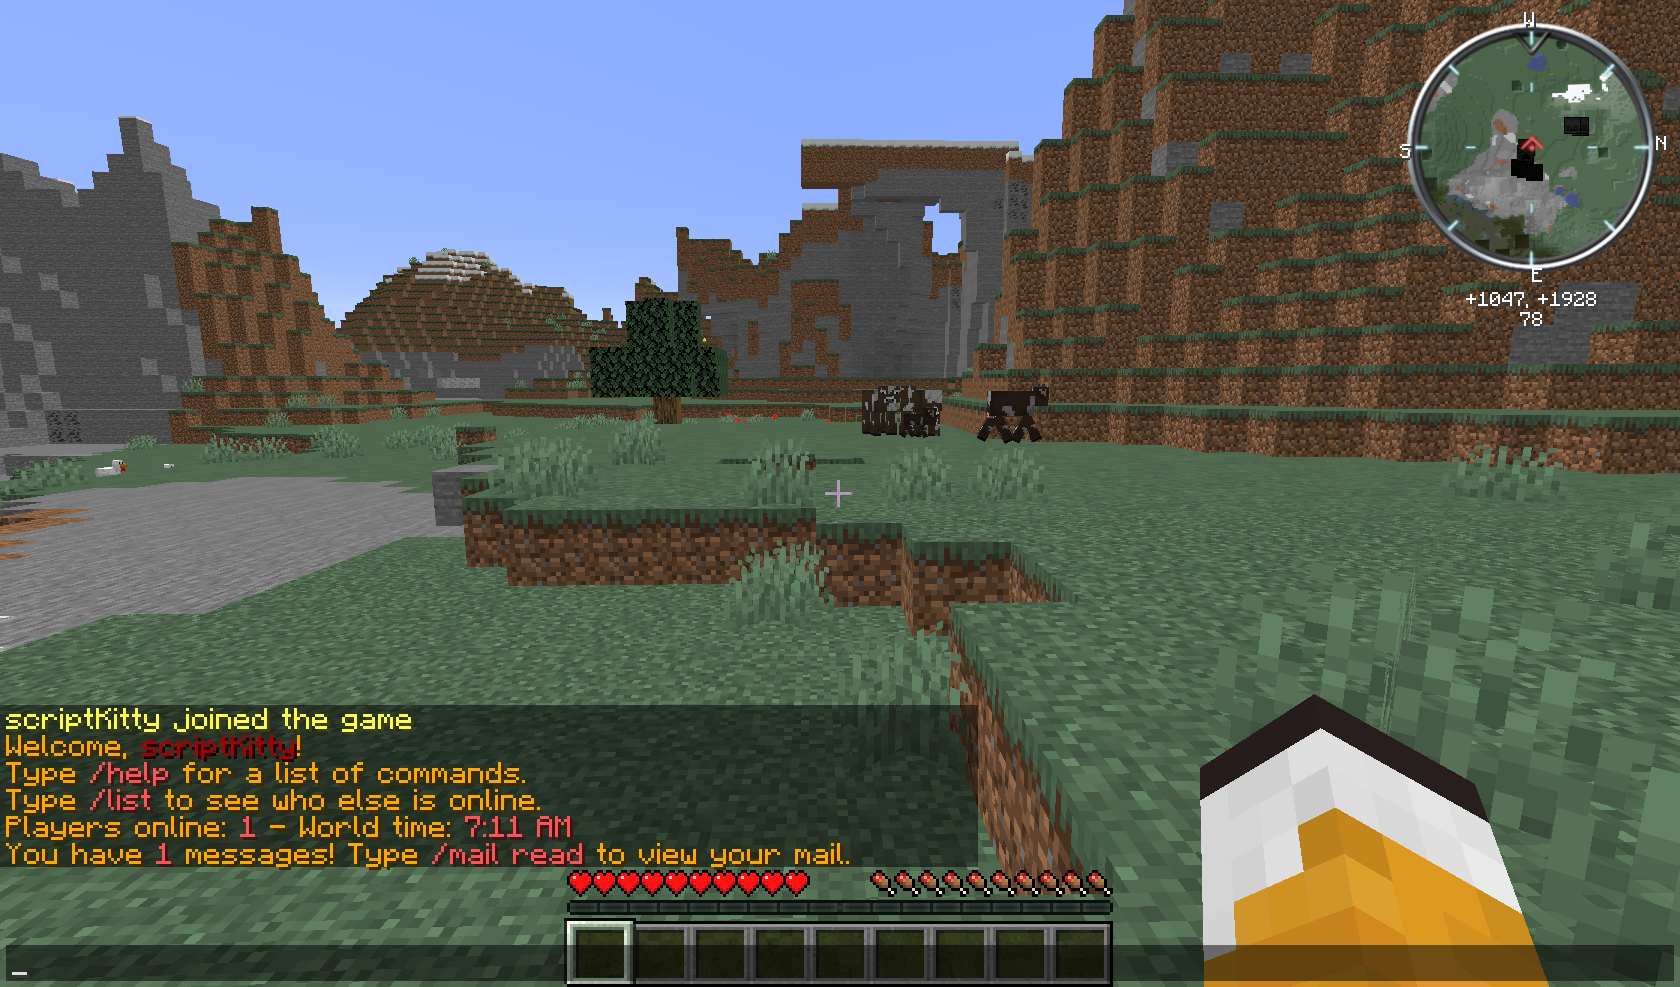 W
S
N
E
+1047, +1928
78
scriptKitty joined the game
Welcome, scriptKitty!
Type /help for a list of commands.
Type /list to see who else is online.
Players online: 1 - World time: 7:11 AM
You have 1 messages! Type /mail read to view your mail.
_